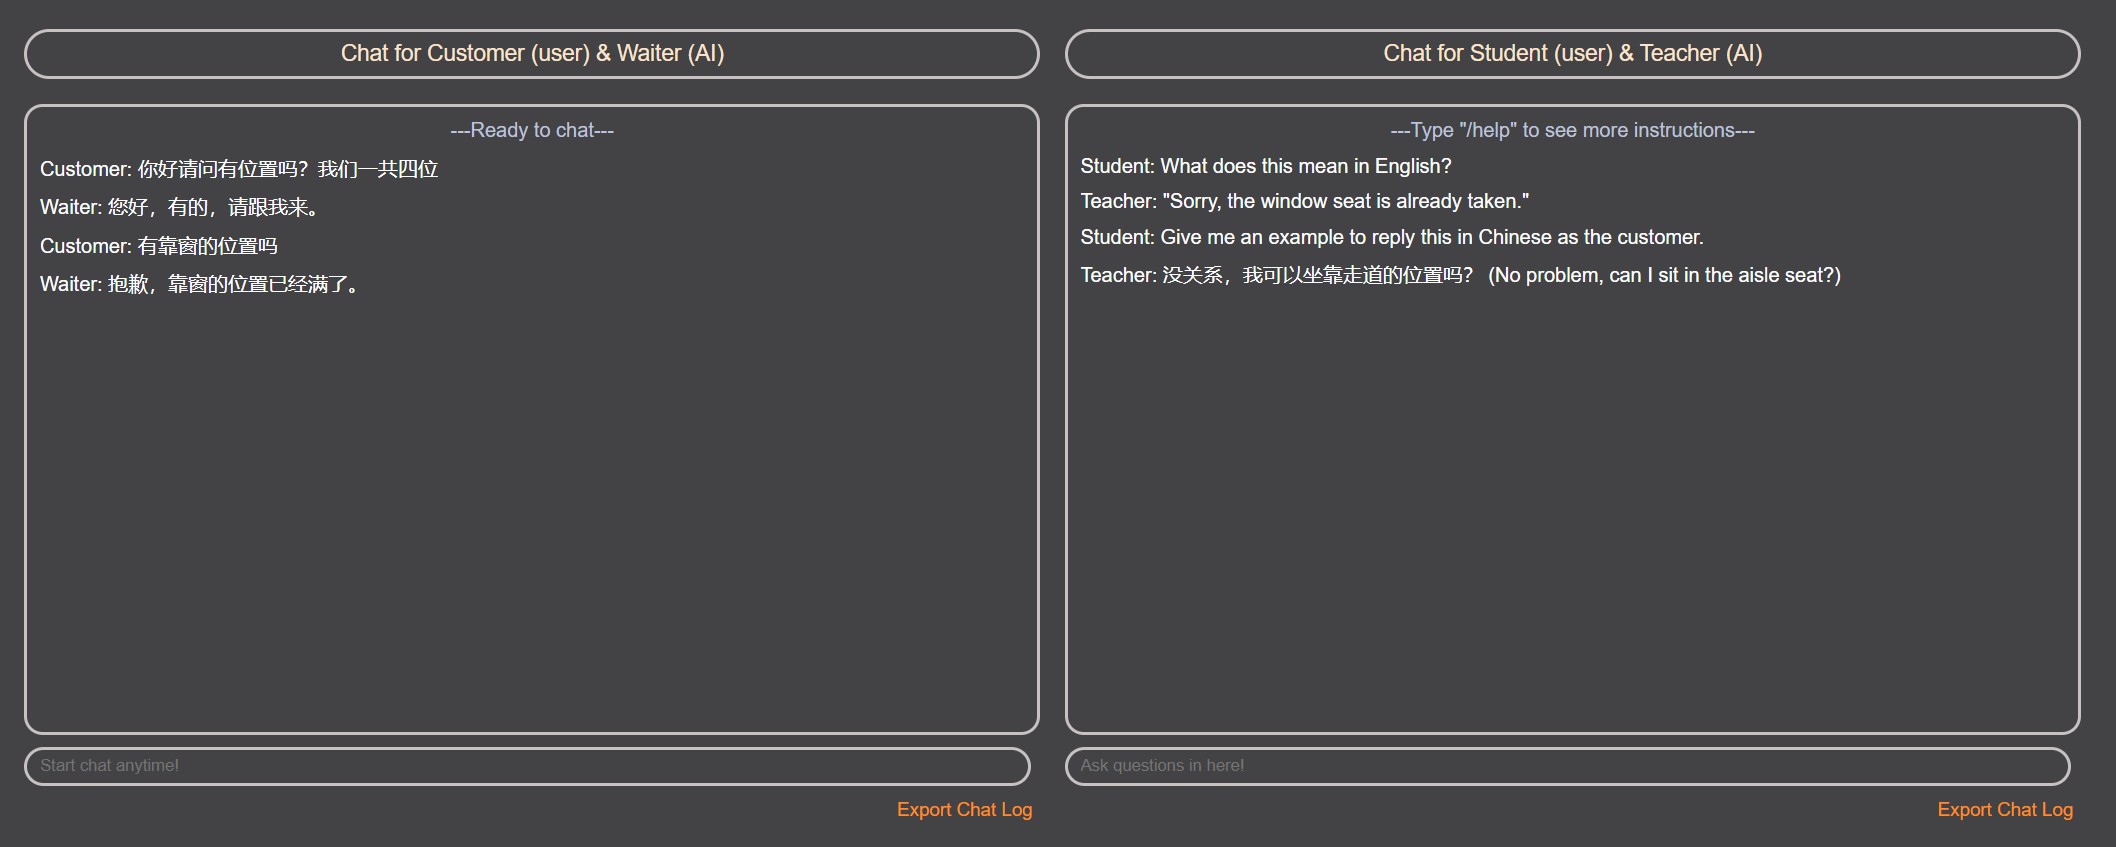 Chat for Customer (user) & Waiter (AI)
---Ready to chat---
Customer: 你好请问有位置吗？我们一共四位
Waiter: 您好，有的，请跟我来。
Customer: 有靠窗的位置吗
Waiter: 抱歉，靠窗的位置已经满了。
Start chat anytime!
Export Chat Log
Chat for Student (user) & Teacher (AI)
---Type "/help" to see more instructions---
Student: What does this mean in English?
Teacher: "Sorry, the window seat is already taken."
Student: Give me an example to reply this in Chinese as the customer.
Teacher: 没关系，我可以坐靠走道的位置吗？ (No problem, can I sit in the aisle seat?)
Ask questions in here!
Export Chat Log